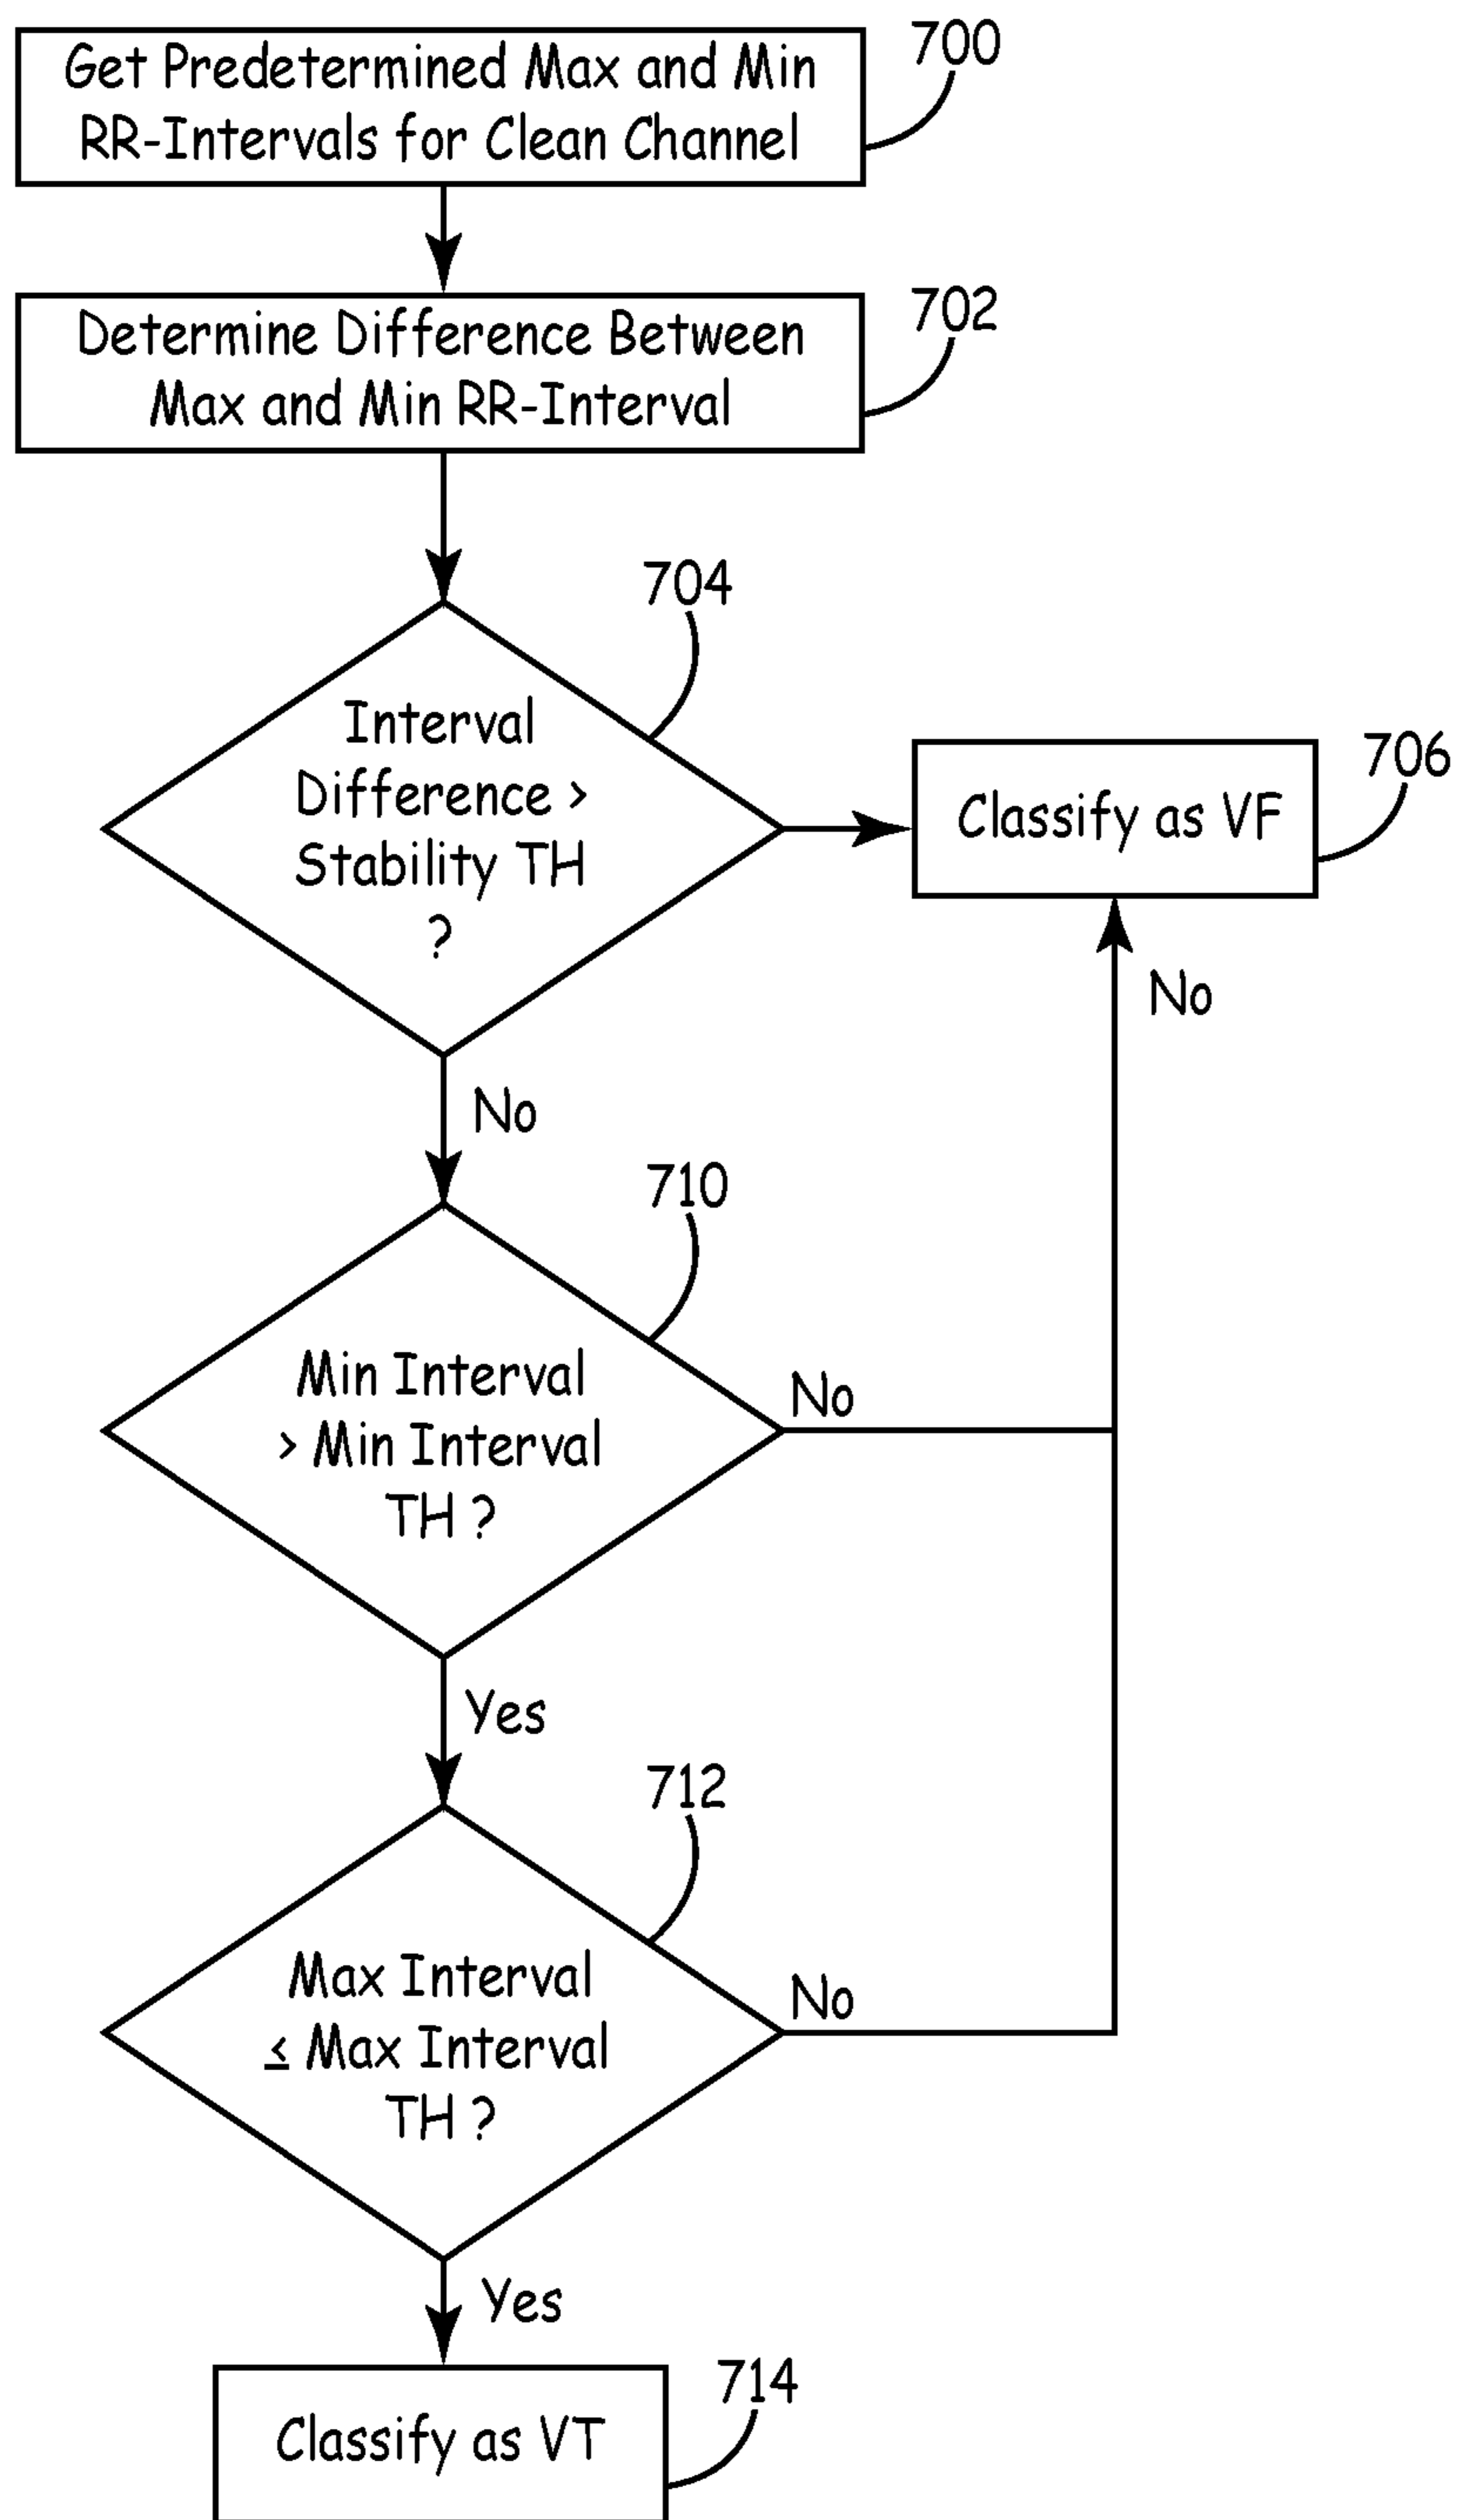 700
Get Predetermined Max and Min
RR-Intervals for Clean Channel
702
Determine Difference Between
Max and Min RR-Interval
704
Interval
Difference >
Stability TH
?
706
Classify as VF
No
No
710
Min Interval
> Min Interval
TH ?
No
Yes
712
Max Interval
≤ Max Interval
TH ?
No
Yes
714
Classify as VT